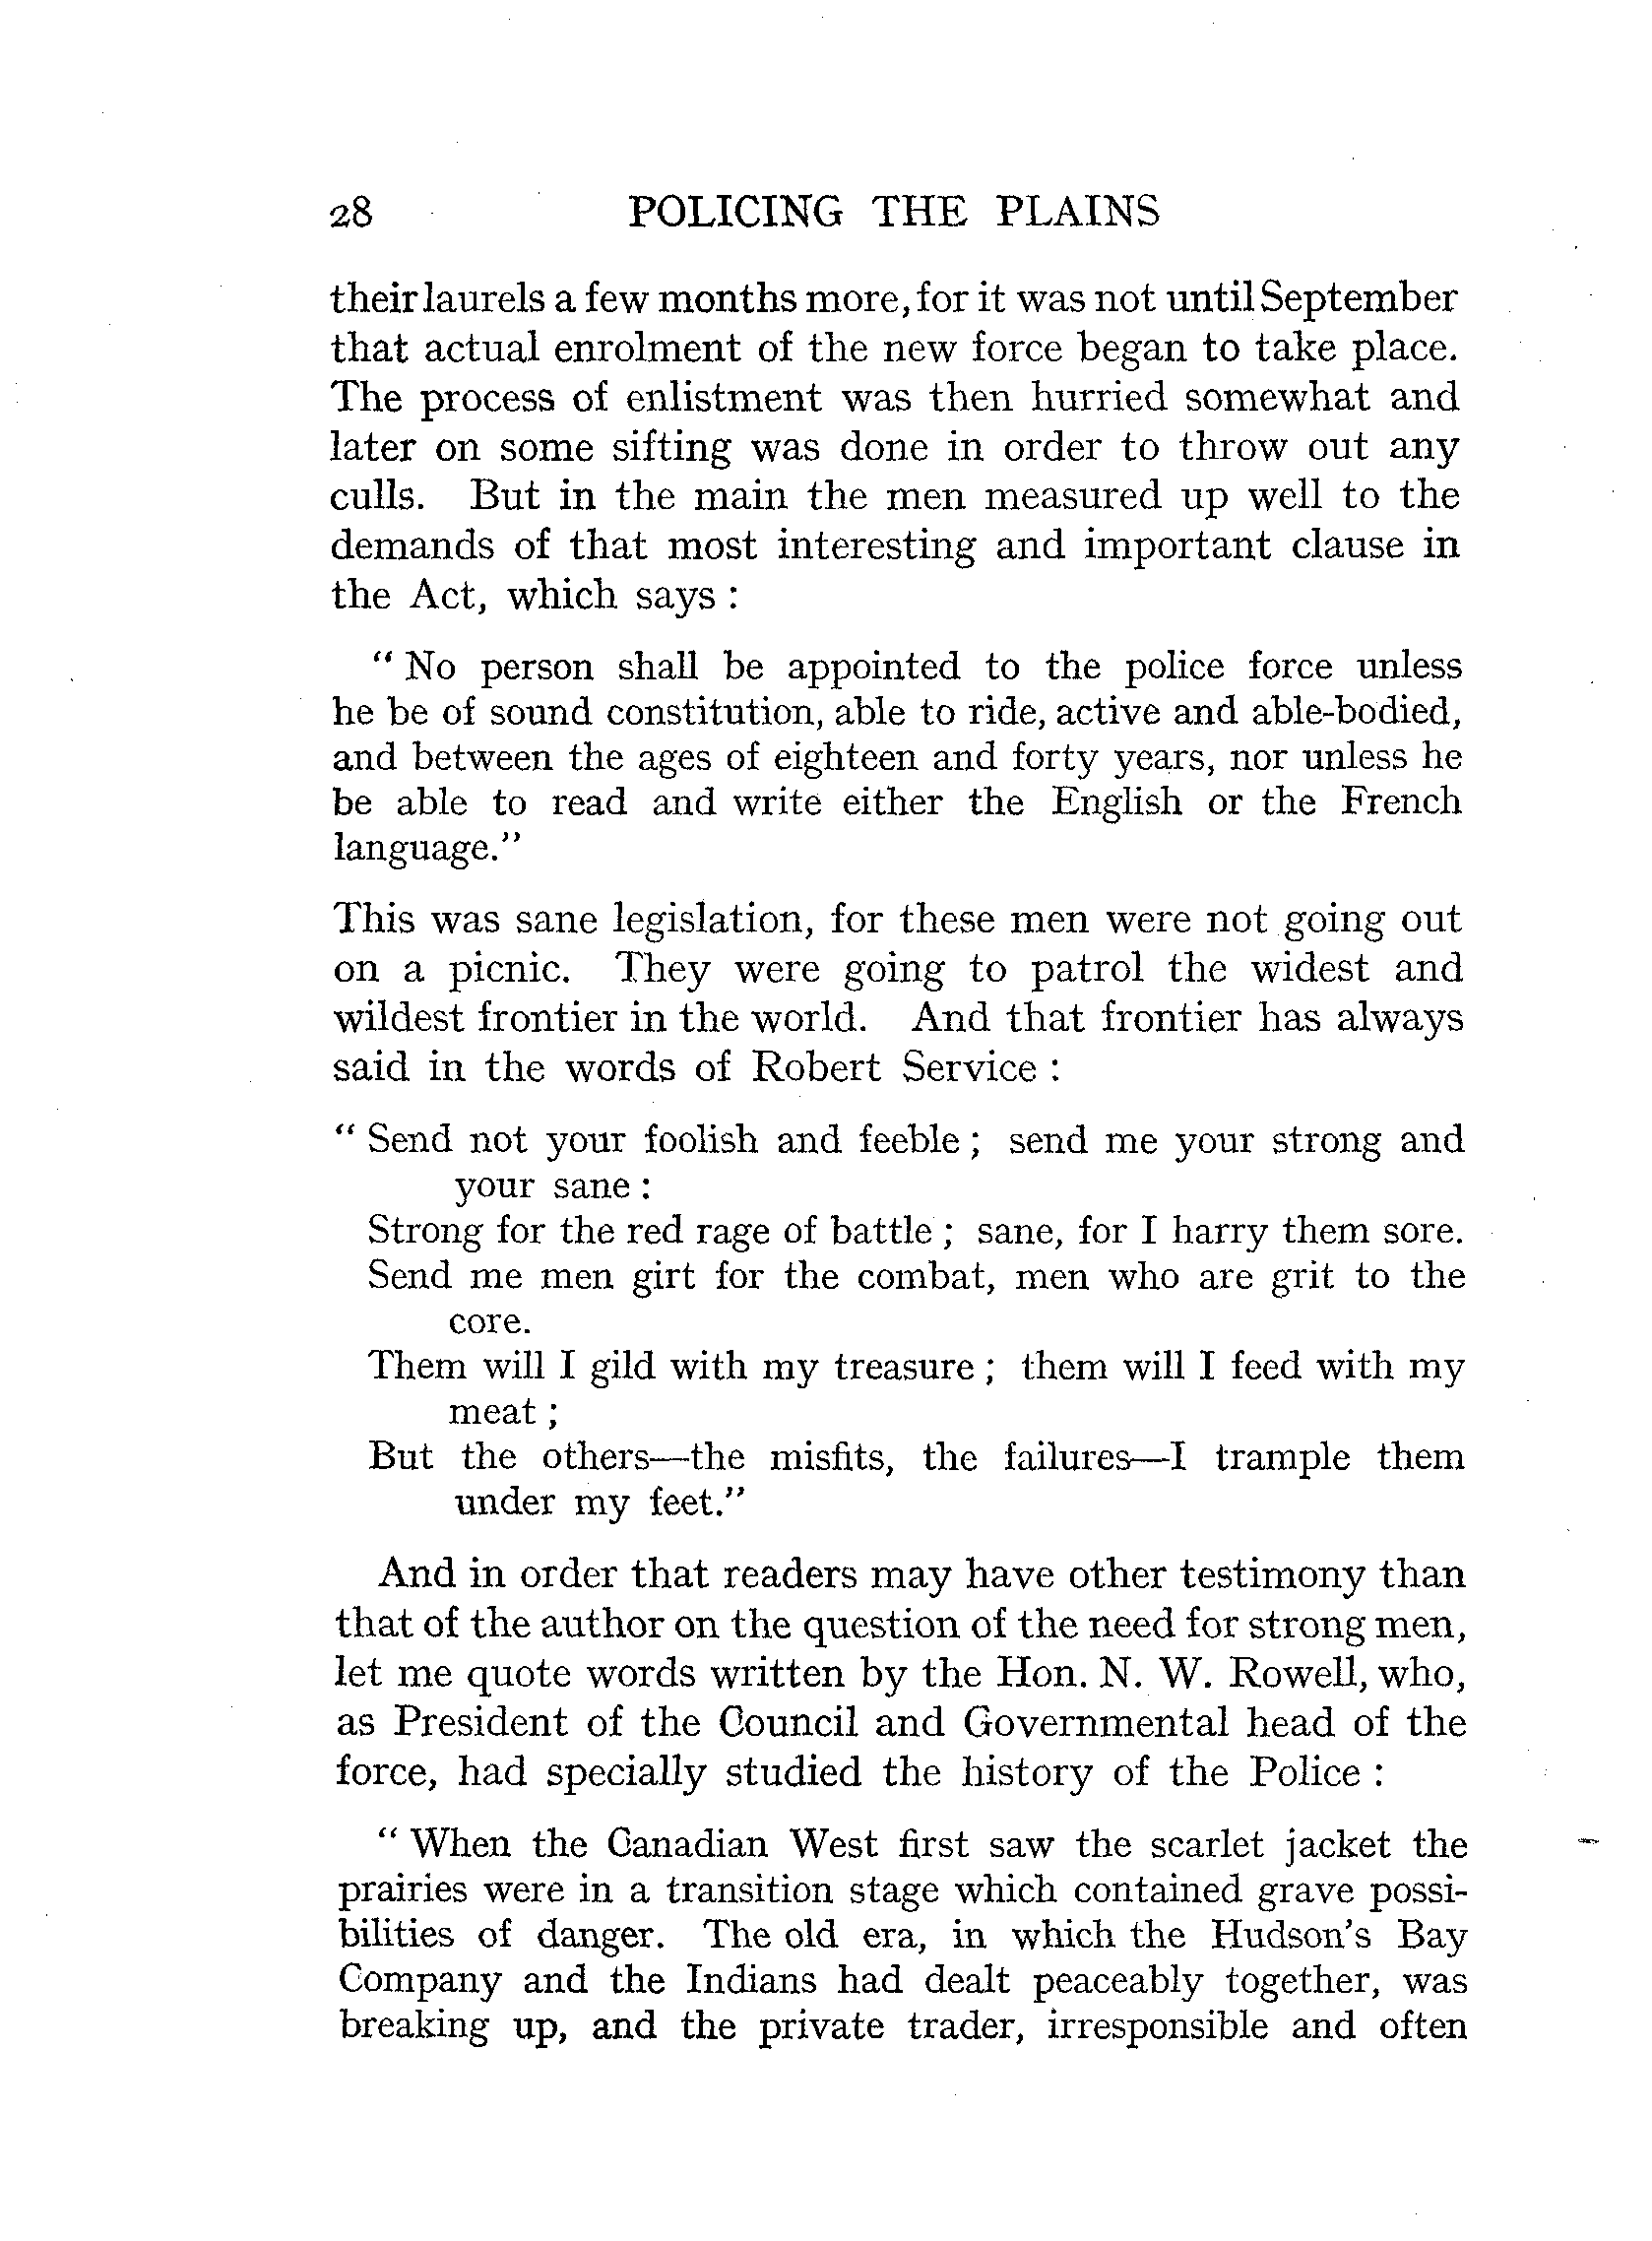 28 POLICING THE PLAINS
their laurels a few months more, for it was not until September
that actual enrolment of the new force began to take place.
The process of enlistment was then hurried somewhat and
later on some sifting was done in order to throw out any
culls. But in the main the men measured up well to the
demands of that most interesting and important clause in
the Act, which says :
“ No person shall be appointed to the police force unless
he be of sound constitution, able to ride, active and able-bodied,
and between the ages of eighteen and forty years, nor unless he
be able to read and write either the English or the French
language.”
This was sane legislation, for these men were not going out
on a picnic. They were going to patrol the widest and
wildest frontier in the world. And that frontier has always
said in the words of Robert Service :
“ Send not your foolish and feeble ; send me your strong and
your sane :
Strong for the red rage of battle ; sane, for I harry them sore.
Send me men girt for the combat, men who are grit to the
core.
Them will I gild with my treasure ; them will I feed with my
meat ;
But the others—the misfits, the failures—I trample them
under my feet.”
And in order that readers may have other testimony than
that of the author on the question of the need for strong men,
let me quote words written by the Hon. N. W. Rowell, who,
as President of the Council and Governmental head of the
force, had specially studied the history of the Police :
“ When the Canadian West first saw the scarlet jacket the
prairies were in a transition stage which contained grave possi-
bilities of danger. The old era, in which the Hudson’s Bay
Company and the Indians had dealt peaceably together, was
breaking up, and the private trader, irresponsible and often